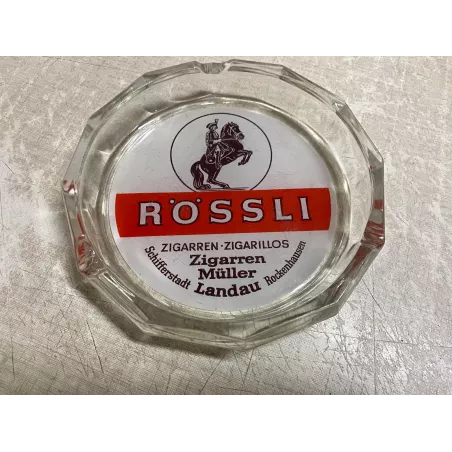 RÖSSLI
ZIGARREN·ZIGARILLOS
Zigarren
Müller
Schifferstadt Landau Rockenhausen